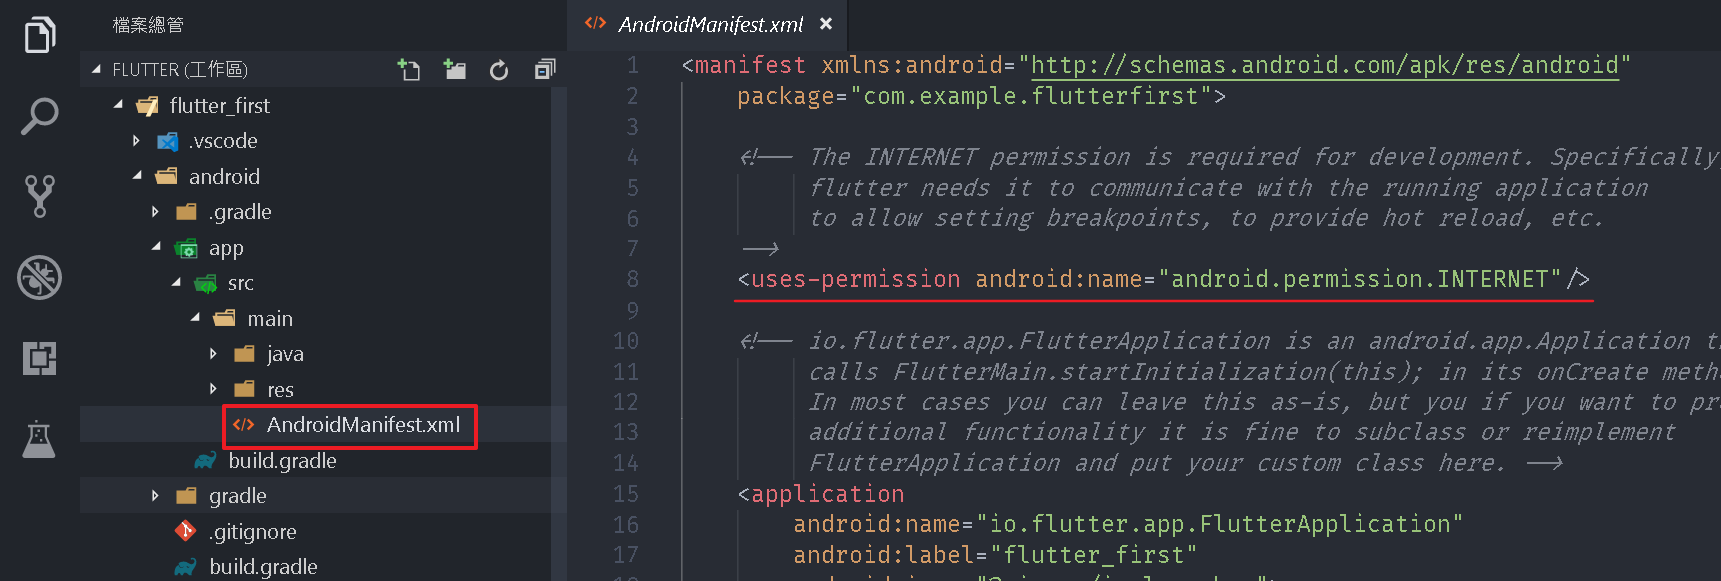 檔案總管
FLUTTER (工作區)
flutter_first
.vscode
android
.gradle
app
src
main
java
res
AndroidManifest.xml
build.gradle
gradle
.gitignore
build.gradle
AndroidManifest.xml
1 <manifest xmlns:android="http://schemas.android.com/apk/res/android"
2 package="com.example.flutterfirst">
3
4 <!-- The INTERNET permission is required for development. Specifically,
5 flutter needs it to communicate with the running application
6 to allow setting breakpoints, to provide hot reload, etc.
7 -->
8 <uses-permission android:name="android.permission.INTERNET"/>
9
10 <!-- io.flutter.app.FlutterApplication is an android.app.Application
11 calls FlutterMain.startInitialization(this); in its onCreate
12 In most cases you can leave this as-is, but you if you want to
13 additional functionality it is fine to subclass or reimplement
14 FlutterApplication and put your custom class here. -->
15 <application
16 android:name="io.flutter.app.FlutterApplication"
17 android:label="flutter_first"